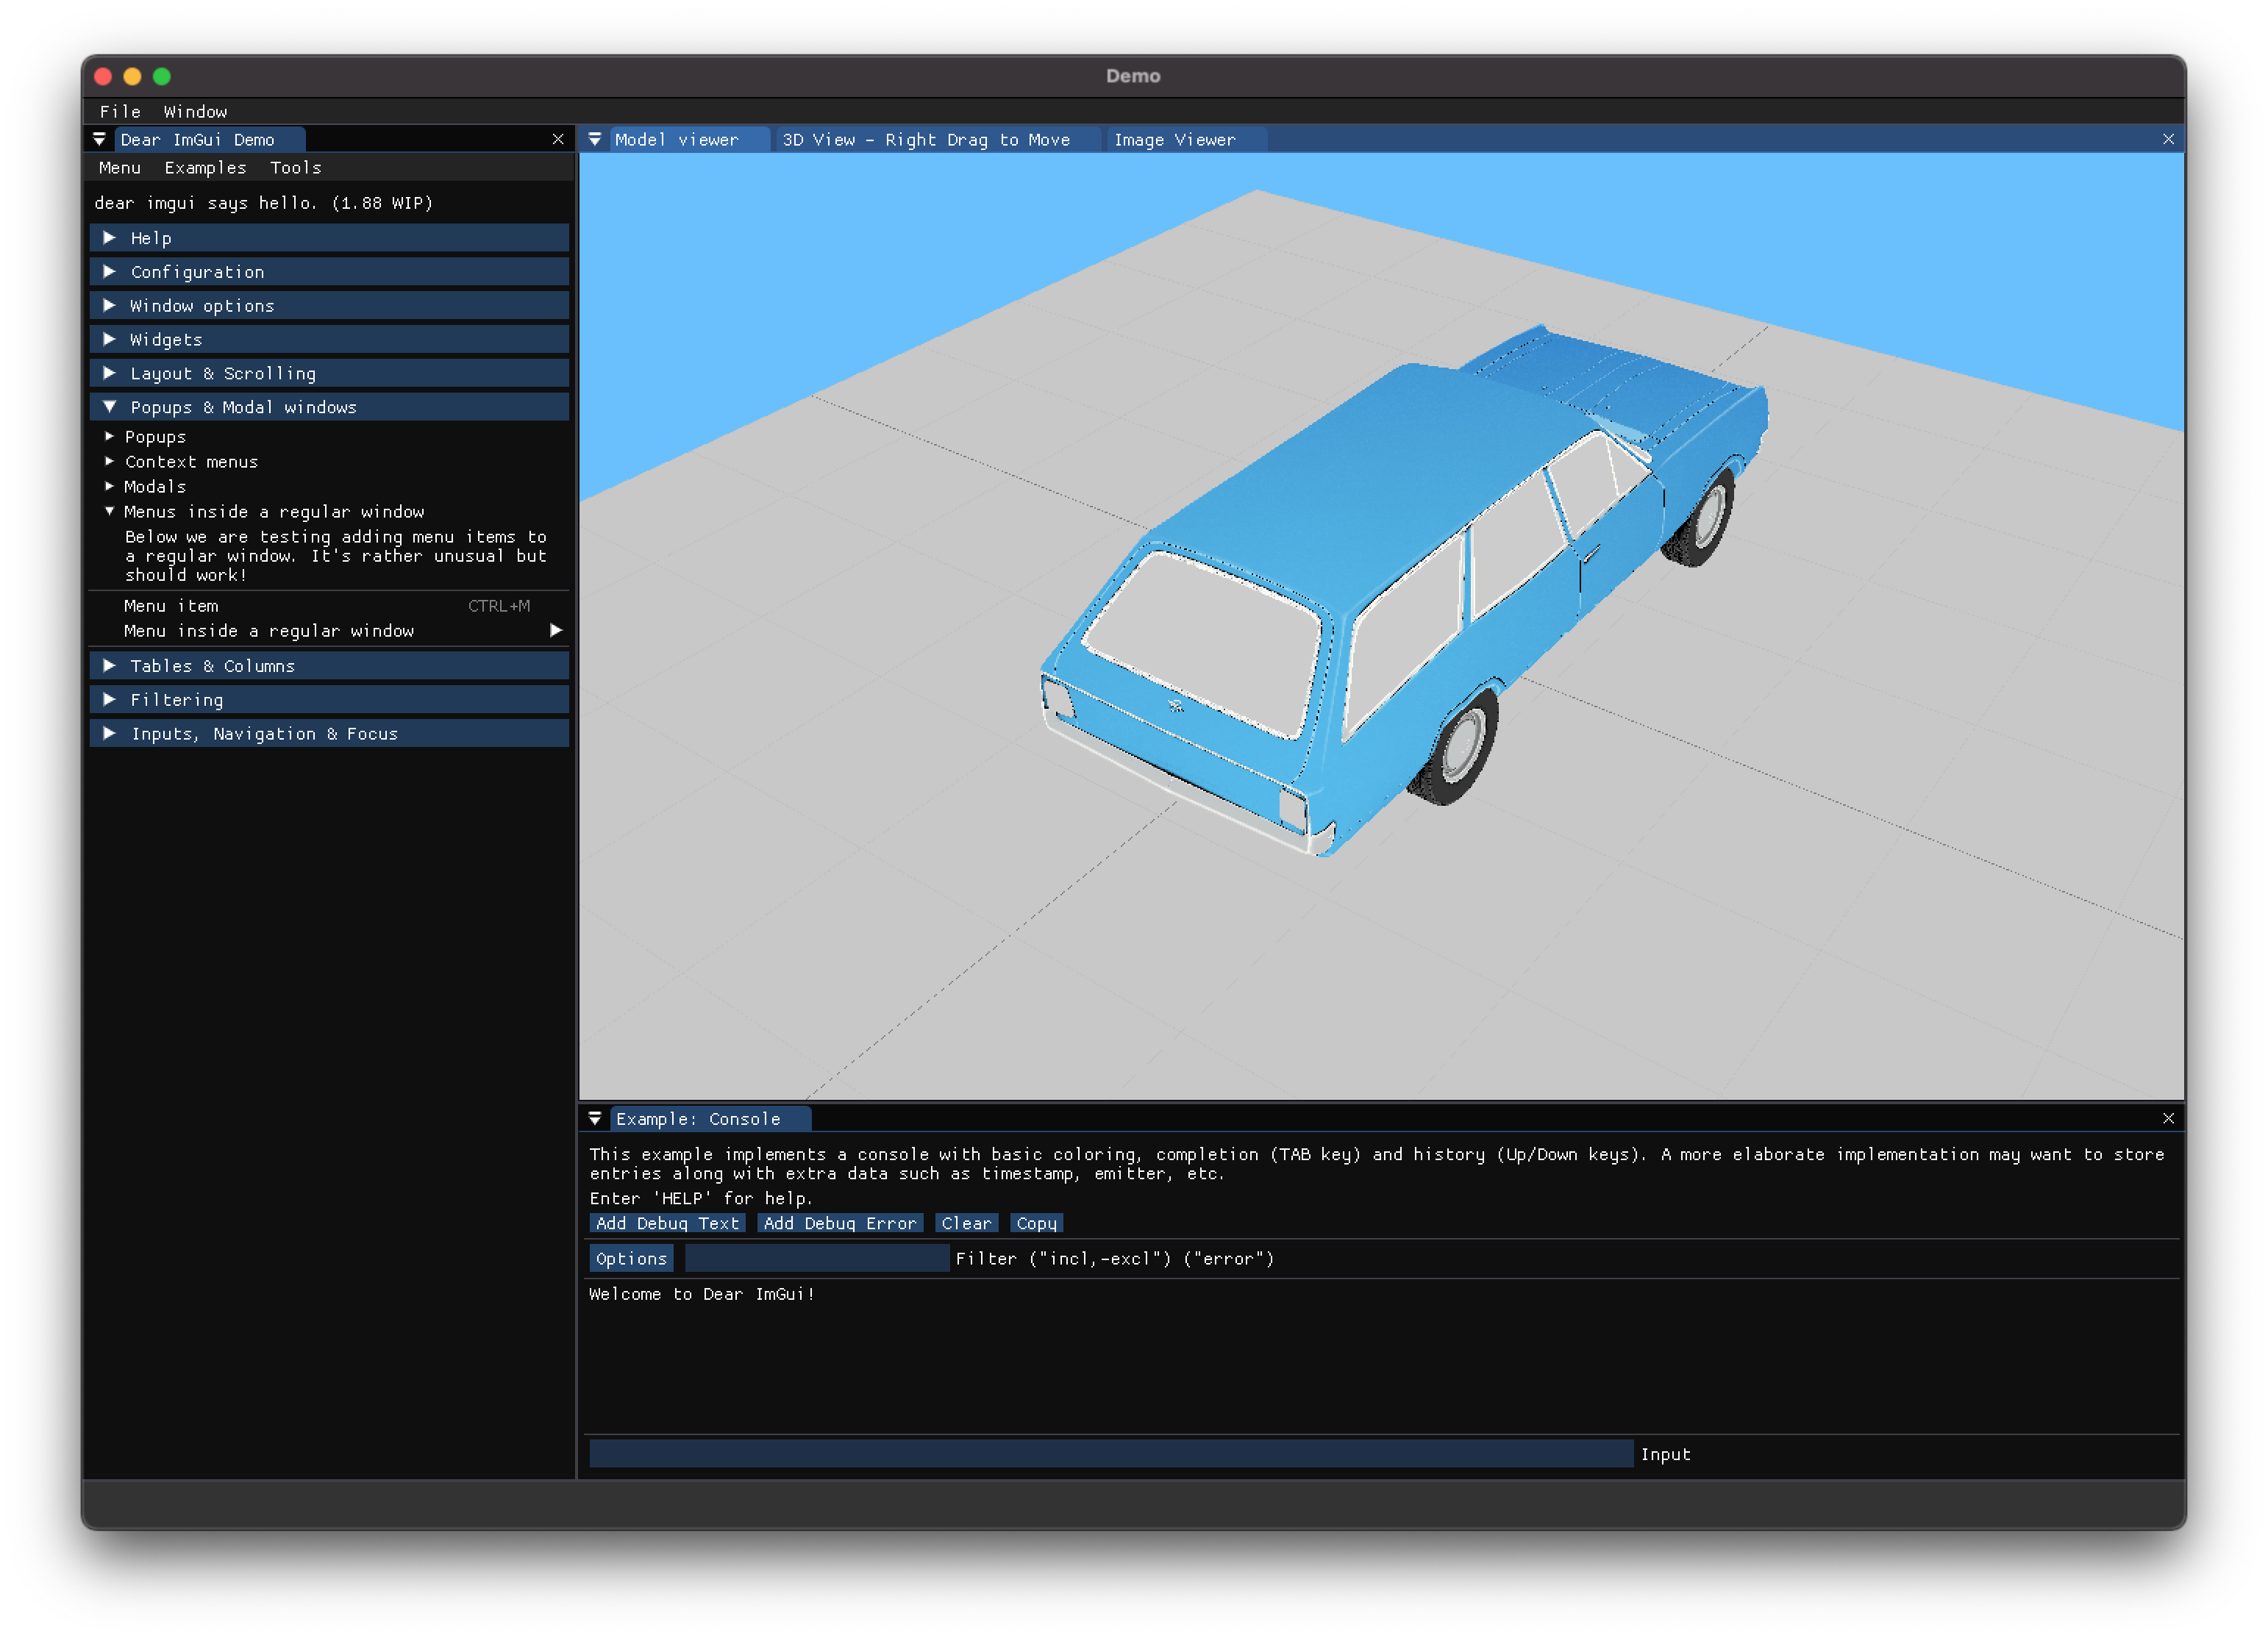 Demo
File Window
Dear ImGui Demo
Model viewer
3D View - Right Drag to Move
Image Viewer
Menu Examples Tools
dear imgui says hello. (1.88 WIP)
Help
Configuration
Window options
Widgets
Layout & Scrolling
Popups & Modal windows
Popups
Context menus
Modals
Menus inside a regular window
Below we are testing adding menu items to
a regular window. It's rather unusual but
should work!
Menu item CTRL+M
Menu inside a regular window
Tables & Columns
Filtering
Inputs, Navigation & Focus
Example: Console
This example implements a console with basic coloring, completion (TAB key) and history (Up/Down keys). A more elaborate implementation may want to store
entries along with extra data such as timestamp, emitter, etc.
Enter 'HELP' for help.
Add Debug Text Add Debug Error Clear Copy
Options Filter ("incl,-excl") ("error")
Welcome to Dear ImGui!
Input